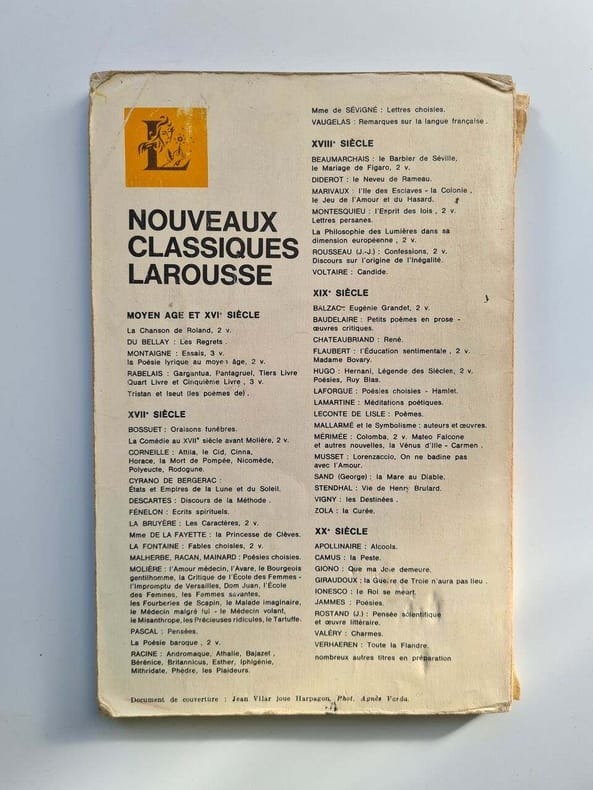 L
NOUVEAUX
CLASSIQUES
LAROUSSE
MOYEN AGE ET XVIᵉ SIÈCLE
La Chanson de Roland, 2 v.
DU BELLAY : Les Regrets .
MONTAIGNE : Essais, 3 v.
la Poésie lyrique au moyen âge, 2 v.
RABELAIS : Gargantua, Pantagruel, Tiers Livre
Quart Livre et Cinquième Livre , 3 v.
Tristan et Iseut (les poèmes de) .
XVIIᵉ SIÈCLE
BOSSUET : Oraisons funèbres.
La Comédie au XVIIᵉ siècle avant Molière, 2 v.
CORNEILLE : Attila, le Cid, Cinna,
Horace, la Mort de Pompée, Nicomède,
Polyeucte, Rodogune.
CYRANO DE BERGERAC :
États et Empires de la Lune et du Soleil.
DESCARTES : Discours de la Méthode .
FÉNELON : Ecrits spirituels.
LA BRUYÈRE : Les Caractères, 2 v.
Mme DE LA FAYETTE : la Princesse de Clèves.
LA FONTAINE : Fables choisies, 2 v.
MALHERBE, RACAN, MAINARD : Poésies choisies.
MOLIÈRE : l'Amour médecin, l'Avare, le Bourgeois
gentilhomme, la Critique de l'École des Femmes -
l'Impromptu de Versailles, Dom Juan, l'École
des Femmes, les Femmes savantes,
les Fourberies de Scapin, le Malade imaginaire,
le Médecin malgré lui - le Médecin volant,
le Misanthrope, les Précieuses ridicules, le Tartuffe.
PASCAL : Pensées.
La Poésie baroque , 2 v.
RACINE : Andromaque, Athalie, Bajazet ,
Bérénice, Britannicus, Esther, Iphigénie,
Mithridate, Phèdre, les Plaideurs.
Mme de SÉVIGNÉ : Lettres choisies.
VAUGELAS : Remarques sur la langue française .
XVIIIᵉ SIÈCLE
BEAUMARCHAIS : le Barbier de Séville,
le Mariage de Figaro, 2 v.
DIDEROT : le Neveu de Rameau.
MARIVAUX : l'Ile des Esclaves - la Colonie ,
le Jeu de l'Amour et du Hasard.
MONTESQUIEU : l'Esprit des lois , 2 v.
Lettres persanes.
La Philosophie des Lumières dans sa
dimension européenne , 2 v.
ROUSSEAU (J.-J.) : Confessions, 2 v.
Discours sur l'origine de l'Inégalité.
VOLTAIRE : Candide.
XIXᵉ SIÈCLE
BALZAC: Eugénie Grandet, 2 v.
BAUDELAIRE : Petits poèmes en prose -
œuvres critiques.
CHATEAUBRIAND : René.
FLAUBERT : l'Éducation sentimentale , 2 v.
Madame Bovary.
HUGO : Hernani, Légende des Siècles, 2 v.
Poésies, Ruy Blas.
LAFORGUE : Poésies choisies - Hamlet.
LAMARTINE : Méditations poétiques.
LECONTE DE LISLE : Poèmes.
MALLARMÉ et le Symbolisme : auteurs et œuvres.
MÉRIMÉE : Colomba, 2 v. Mateo Falcone
et autres nouvelles, la Vénus d'Ille - Carmen .
MUSSET : Lorenzaccio, On ne badine pas
avec l'Amour.
SAND (George) : la Mare au Diable.
STENDHAL : Vie de Henry Brulard.
VIGNY : les Destinées .
ZOLA : la Curée.
XXᵉ SIÈCLE
APOLLINAIRE : Alcools.
CAMUS : la Peste.
GIONO : Que ma Joie demeure.
GIRAUDOUX : la Guerre de Troie n'aura pas lieu .
IONESCO : le Roi se meurt.
JAMMES : Poésies.
ROSTAND (J.) : Pensée scientifique
et œuvre littéraire.
VALÉRY : Charmes.
VERHAEREN : Toute la Flandre.
nombreux autres titres en préparation
Document de couverture : Jean Vilar joue Harpagon. Phot. Agnès Varda.